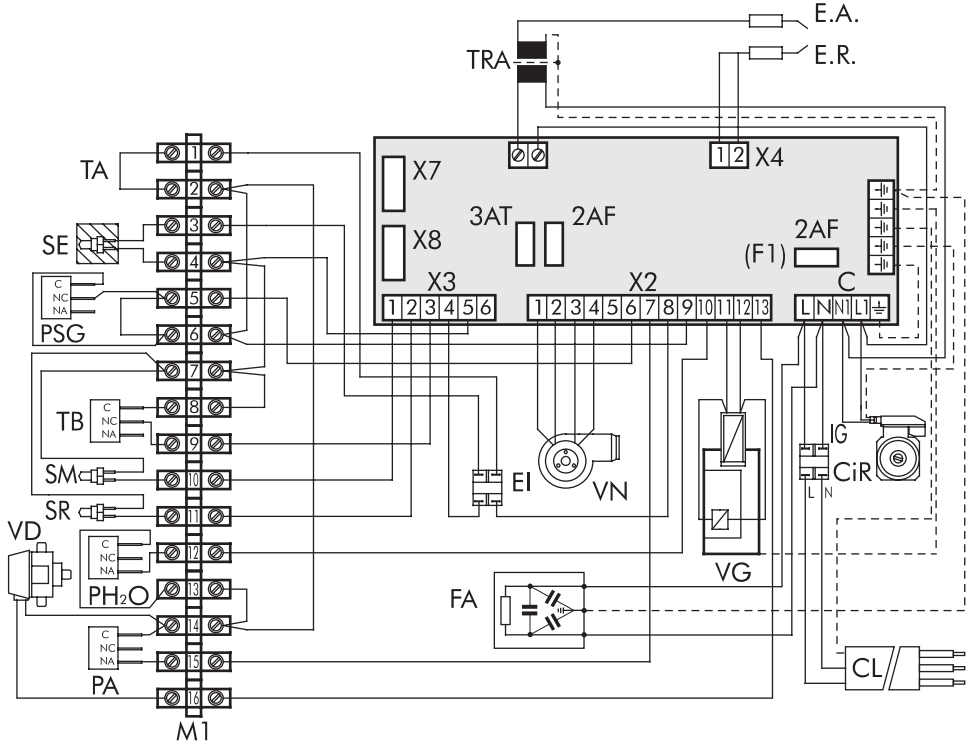 E.A.
E.R.
TRA
1 2 X4
TA
1
2
X7
3AT 2AF
2AF
(F1)
SE
3
X8
4
X3
X2
C
C
NC
NA
5
1 2 3 4 5 6
1 2 3 4 5 6 7 8 9 10 11 12 13
L N N1 L1
PSG
6
7
TB
C
NC
NA
8
9
SM
10
EI
VN
IG
CiR
L N
SR
11
VD
C
NC
NA
12
PH2O
13
VG
FA
14
C
NC
NA
15
PA
16
CL
M1